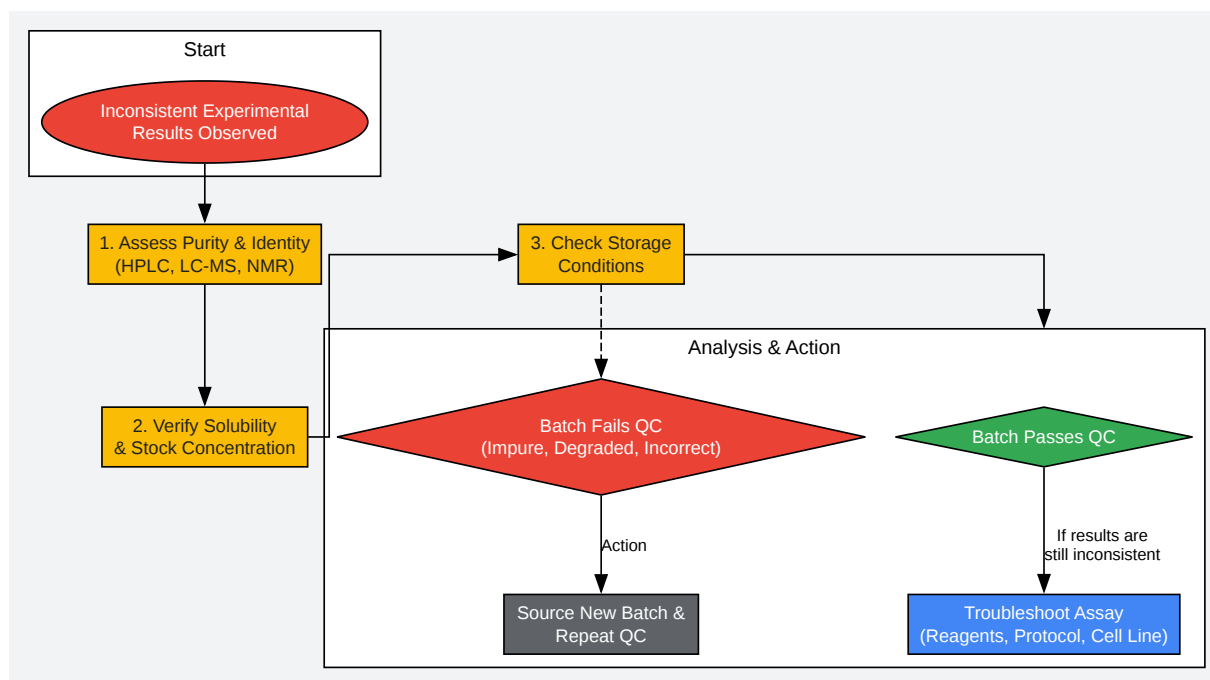 Start
Inconsistent Experimental
Results Observed
1. Assess Purity & Identity
(HPLC, LC-MS, NMR)
2. Verify Solubility
& Stock Concentration
3. Check Storage
Conditions
Analysis & Action
Batch Fails QC
(Impure, Degraded, Incorrect)
Batch Passes QC
Action
If results are
still inconsistent
Source New Batch &
Repeat QC
Troubleshoot Assay
(Reagents, Protocol, Cell Line)